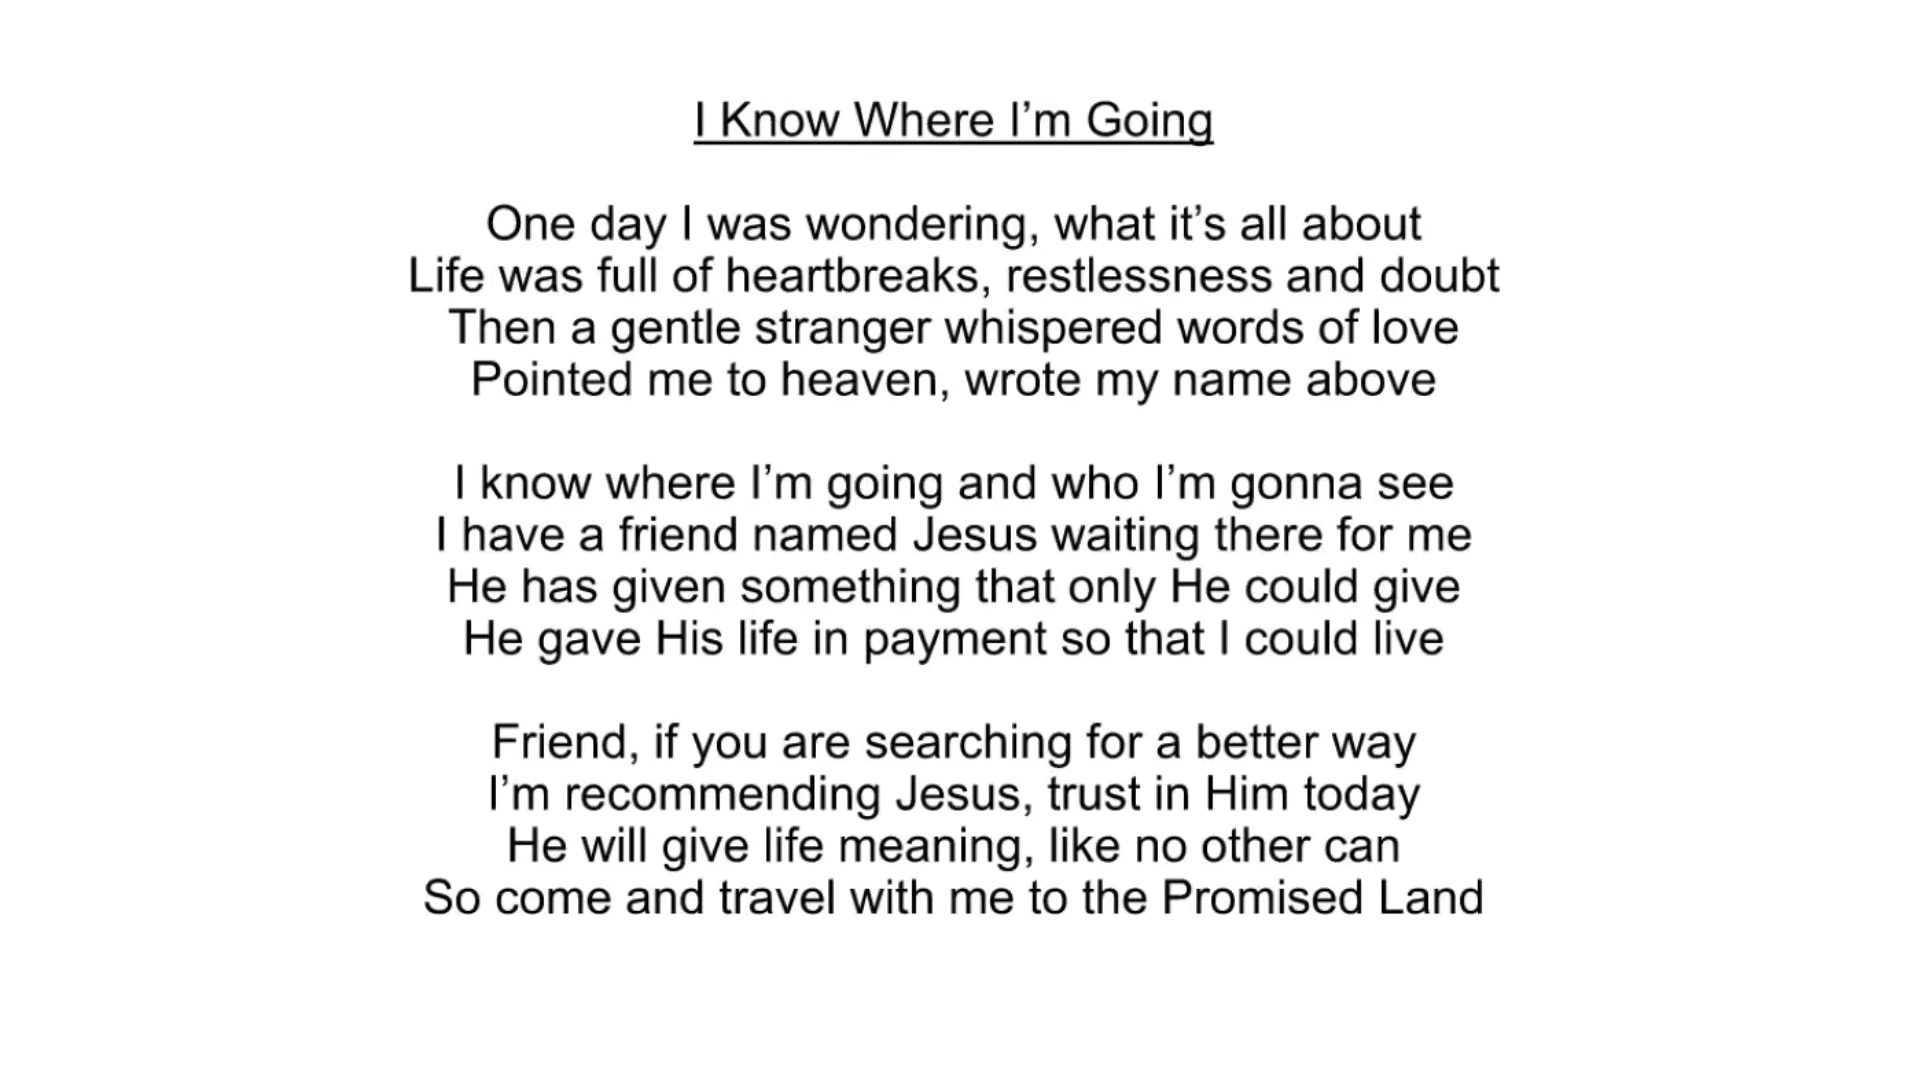 I Know Where I’m Going
One day I was wondering, what it’s all about
Life was full of heartbreaks, restlessness and doubt
Then a gentle stranger whispered words of love
Pointed me to heaven, wrote my name above
I know where I’m going and who I’m gonna see
I have a friend named Jesus waiting there for me
He has given something that only He could give
He gave His life in payment so that I could live
Friend, if you are searching for a better way
I’m recommending Jesus, trust in Him today
He will give life meaning, like no other can
So come and travel with me to the Promised Land